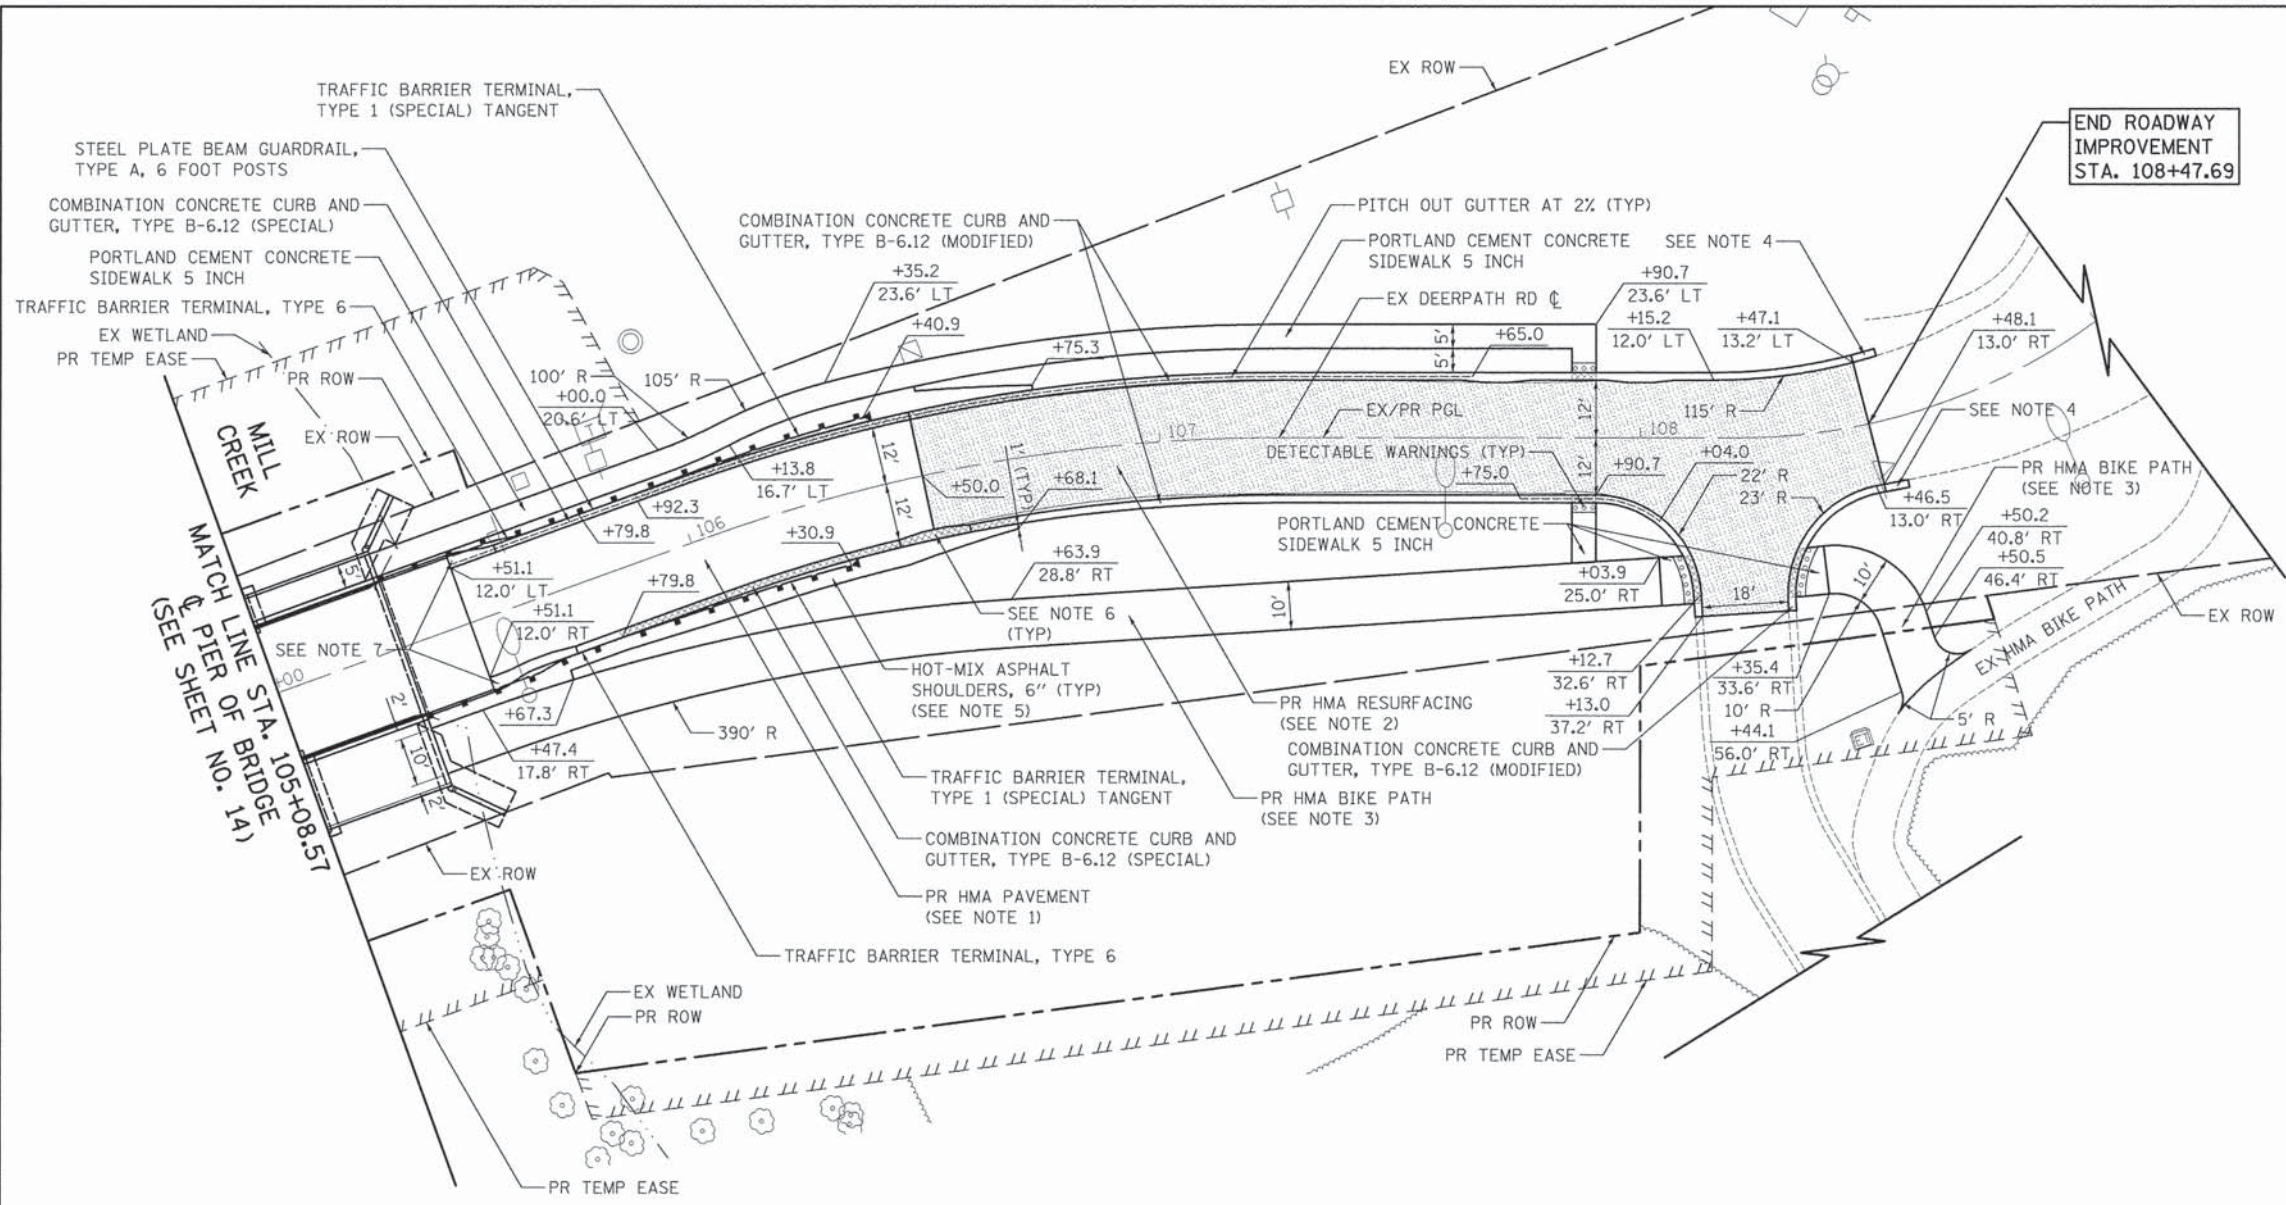 TRAFFIC BARRIER TERMINAL,
TYPE 1 (SPECIAL) TANGENT
STEEL PLATE BEAM GUARDRAIL,
TYPE A, 6 FOOT POSTS
COMBINATION CONCRETE CURB AND
GUTTER, TYPE B-6.12 (SPECIAL)
PORTLAND CEMENT CONCRETE
SIDEWALK 5 INCH
TRAFFIC BARRIER TERMINAL, TYPE 6
EX WETLAND
PR TEMP EASE
PR ROW
EX ROW
MILL
CREEK
MATCH LINE STA. 105+08.57
℄ PIER OF BRIDGE
(SEE SHEET NO. 14)
100' R
+00.0
20.6' LT
105' R
COMBINATION CONCRETE CURB AND
GUTTER, TYPE B-6.12 (MODIFIED)
+35.2
23.6' LT
+40.9
+75.3
EX ROW
END ROADWAY
IMPROVEMENT
STA. 108+47.69
PITCH OUT GUTTER AT 2% (TYP)
PORTLAND CEMENT CONCRETE
SIDEWALK 5 INCH
SEE NOTE 4
EX DEERPATH RD ℄
+90.7
23.6' LT
+65.0
5'
5'
+15.2
12.0' LT
+47.1
13.2' LT
+48.1
13.0' RT
115' R
SEE NOTE 4
EX/PR PGL
107
108
12'
12'
DETECTABLE WARNINGS (TYP)
+75.0
+90.7
+04.0
22' R
23' R
PR HMA BIKE PATH
(SEE NOTE 3)
+46.5
13.0' RT
+50.2
40.8' RT
+50.5
46.4' RT
+13.8
16.7' LT
+92.3
+79.8
106
12'
12'
+50.0
1' (TYP)
+68.1
+30.9
PORTLAND CEMENT CONCRETE
SIDEWALK 5 INCH
+51.1
12.0' LT
+51.1
12.0' RT
+79.8
5'
SEE NOTE 7
+00
+63.9
28.8' RT
10'
+03.9
25.0' RT
18'
10'
EX HMA BIKE PATH
EX ROW
SEE NOTE 6
(TYP)
HOT-MIX ASPHALT
SHOULDERS, 6" (TYP)
(SEE NOTE 5)
2'
10'
2'
+67.3
+47.4
17.8' RT
390' R
PR HMA RESURFACING
(SEE NOTE 2)
+12.7
32.6' RT
+13.0
37.2' RT
+35.4
33.6' RT
10' R
+44.1
56.0' RT
5' R
COMBINATION CONCRETE CURB AND
GUTTER, TYPE B-6.12 (MODIFIED)
TRAFFIC BARRIER TERMINAL,
TYPE 1 (SPECIAL) TANGENT
PR HMA BIKE PATH
(SEE NOTE 3)
COMBINATION CONCRETE CURB AND
GUTTER, TYPE B-6.12 (SPECIAL)
EX ROW
PR HMA PAVEMENT
(SEE NOTE 1)
TRAFFIC BARRIER TERMINAL, TYPE 6
EX WETLAND
PR ROW
PR ROW
PR TEMP EASE
PR TEMP EASE